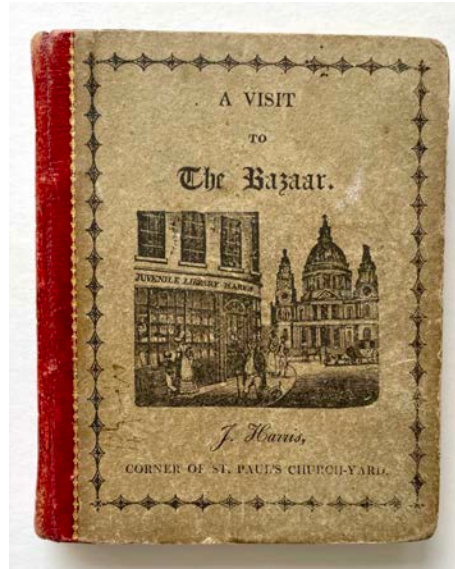 A VISIT
TO
The Bazaar.
JUVENILE LIBRARY HARRIS
J. Harris,
CORNER OF ST. PAUL'S CHURCH-YARD.